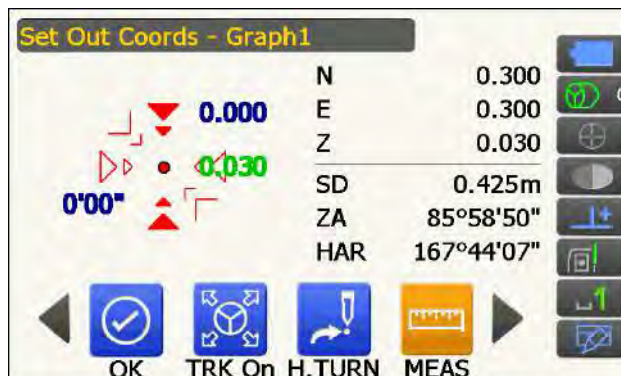 Set Out Coords - Graph1
N 0.300
0.000
E 0.300
Z 0.030
0.030
SD 0.425m
0'00"
ZA 85°58'50"
HAR 167°44'07"
OK TRK On H.TURN MEAS